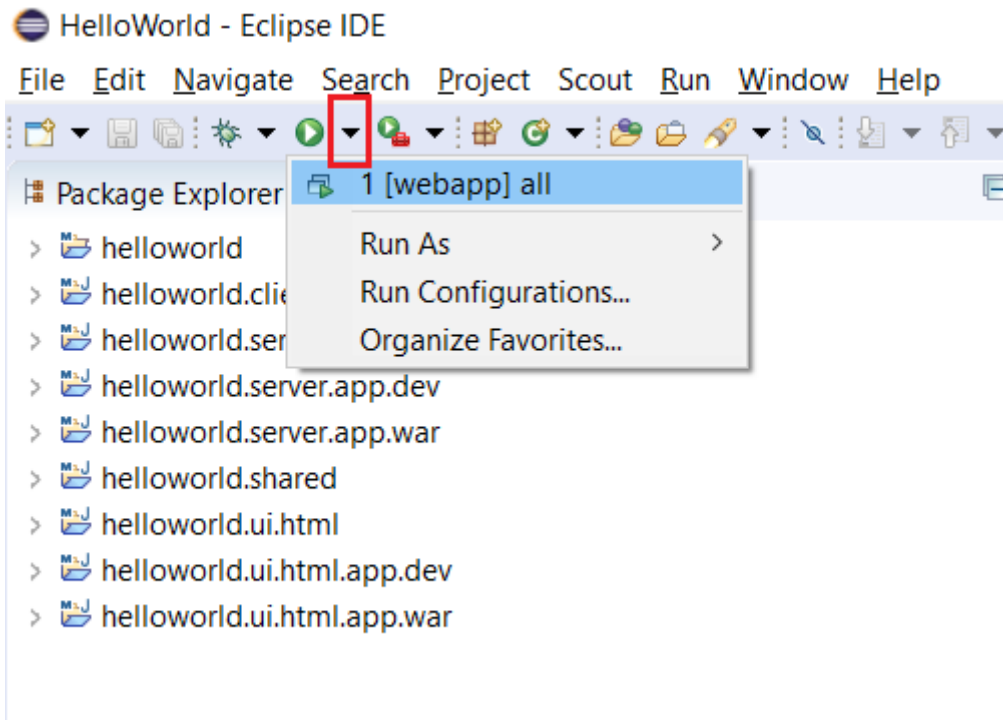 HelloWorld - Eclipse IDE
File Edit Navigate Search Project Scout Run Window Help
Package Explorer
1 [webapp] all
Run As
Run Configurations...
Organize Favorites...
helloworld
helloworld.clie
helloworld.ser
helloworld.server.app.dev
helloworld.server.app.war
helloworld.shared
helloworld.ui.html
helloworld.ui.html.app.dev
helloworld.ui.html.app.war